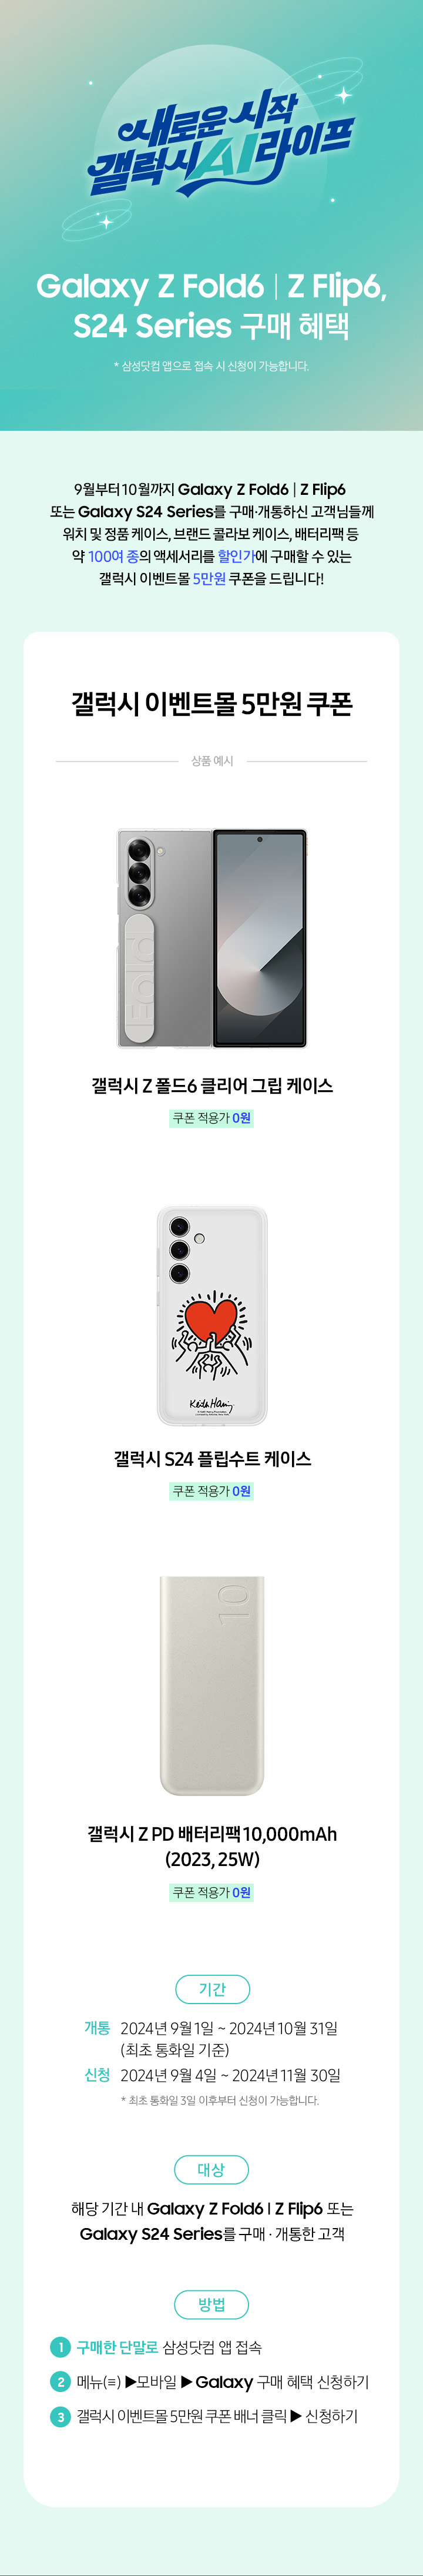 새로운 시작
갤럭시 AI 라이프
Galaxy Z Fold6 | Z Flip6,
S24 Series 구매 혜택
* 삼성닷컴 앱으로 접속 시 신청이 가능합니다.
9월부터 10월까지 Galaxy Z Fold6 | Z Flip6
또는 Galaxy S24 Series를 구매·개통하신 고객님들께
워치 및 정품 케이스, 브랜드 콜라보 케이스, 배터리팩 등
약 100여 종의 액세서리를 할인가에 구매할 수 있는
갤럭시 이벤트몰 5만원 쿠폰을 드립니다!
갤럭시 이벤트몰 5만원 쿠폰
상품 예시
Fold
갤럭시 Z 폴드6 클리어 그립 케이스
쿠폰 적용가 0원
Keith Haring
갤럭시 S24 플립수트 케이스
쿠폰 적용가 0원
10
갤럭시 Z PD 배터리팩 10,000mAh
(2023, 25W)
쿠폰 적용가 0원
기간
개통 2024년 9월 1일 ~ 2024년 10월 31일
(최초 통화일 기준)
신청 2024년 9월 4일 ~ 2024년 11월 30일
* 최초 통화일 3일 이후부터 신청이 가능합니다.
대상
해당 기간 내 Galaxy Z Fold6 | Z Flip6 또는
Galaxy S24 Series를 구매 · 개통한 고객
방법
1 구매한 단말로 삼성닷컴 앱 접속
2 메뉴(≡) ▶모바일 ▶ Galaxy 구매 혜택 신청하기
3 갤럭시 이벤트몰 5만원 쿠폰 배너 클릭 ▶ 신청하기